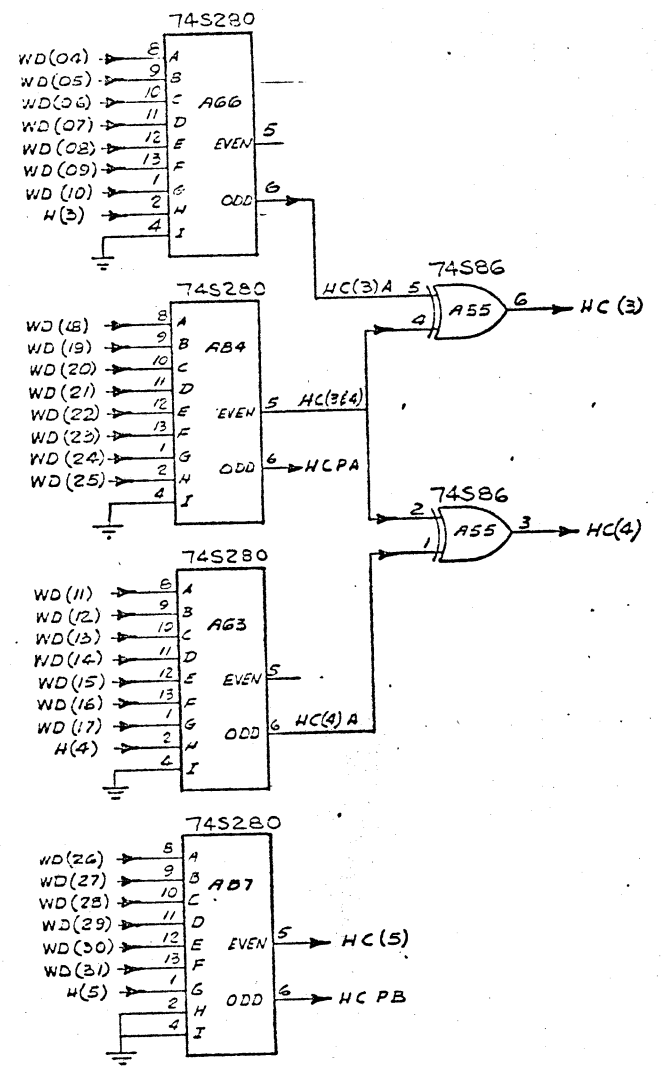 74S280
WD(04) 8 A
WD(05) 9 B
WD(06) 10 C A66
WD(07) 11 D
WD(08) 12 E EVEN 5
WD(09) 13 F
WD(10) 1 G ODD 6
H(3) 2 H
4 I
74S86
HC(3)A 5 A55 6 HC(3)
4
74S280
WD(18) 8 A
WD(19) 9 B AB4
WD(20) 10 C
WD(21) 11 D
WD(22) 12 E EVEN 5 HC(3&4)
WD(23) 13 F
WD(24) 1 G ODD 6 HCPA
WD(25) 2 H
4 I
74S86
2 A55 3 HC(4)
1
74S280
WD(11) 8 A
WD(12) 9 B A63
WD(13) 10 C
WD(14) 11 D
WD(15) 12 E EVEN 5
WD(16) 13 F
WD(17) 1 G ODD 6 HC(4)A
H(4) 2 H
4 I
74S280
WD(26) 8 A
WD(27) 9 B AB7
WD(28) 10 C
WD(29) 11 D
WD(30) 12 E EVEN 5 HC(5)
WD(31) 13 F
H(5) 1 G ODD 6 HC PB
2 H
4 I